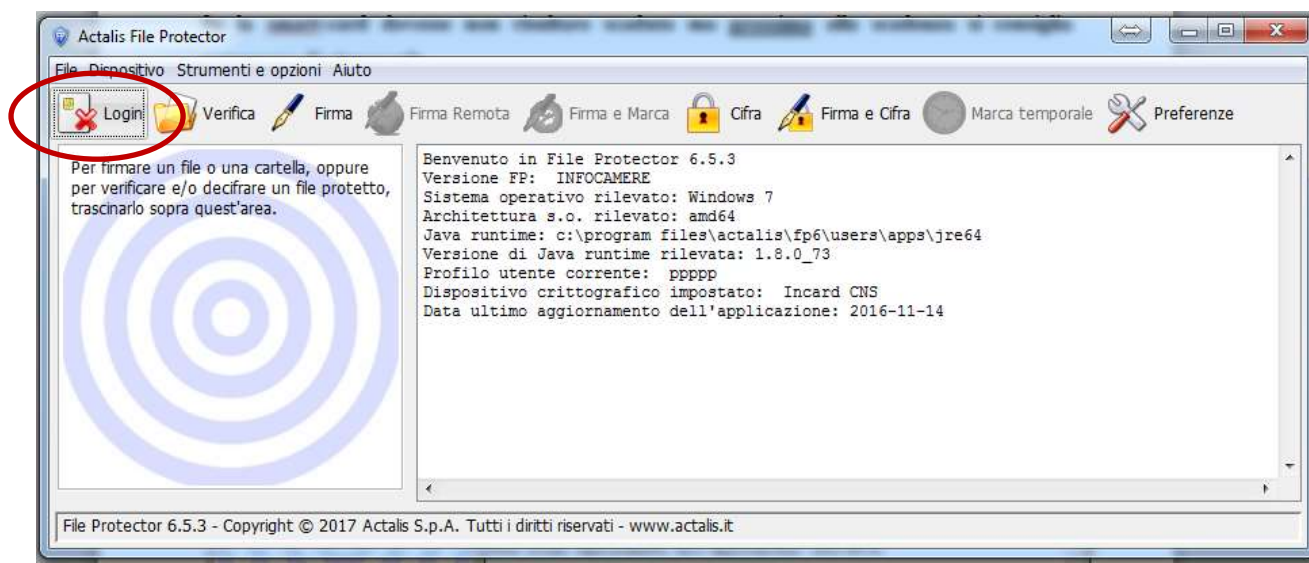 Actalis File Protector
File Dispositivo Strumenti e opzioni Aiuto
Login Verifica Firma Firma Remota Firma e Marca Cifra Firma e Cifra Marca temporale Preferenze
Per firmare un file o una cartella, oppure
per verificare e/o decifrare un file protetto,
trascinarlo sopra quest'area.
Benvenuto in File Protector 6.5.3
Versione FP: INFOCAMERE
Sistema operativo rilevato: Windows 7
Architettura s.o. rilevato: amd64
Java runtime: c:\program files\actalis\fp6\users\apps\jre64
Versione di Java runtime rilevata: 1.8.0_73
Profilo utente corrente: ppppp
Dispositivo crittografico impostato: Incard CNS
Data ultimo aggiornamento dell'applicazione: 2016-11-14
File Protector 6.5.3 - Copyright © 2017 Actalis S.p.A. Tutti i diritti riservati - www.actalis.it